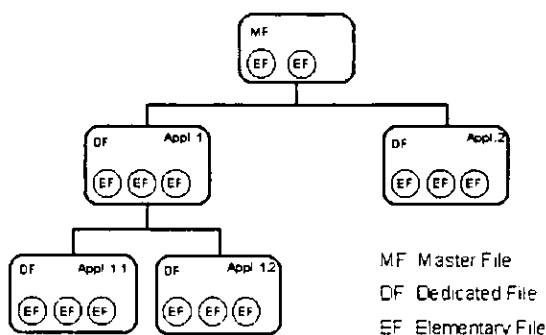 MF
EF EF
DF Appl 1
EF EF EF
DF Appl.2
EF EF EF
DF Appl 1 1
EF EF EF
DF Appl 1.2
EF EF EF
MF Master File
DF Dedicated File
EF Elementary File